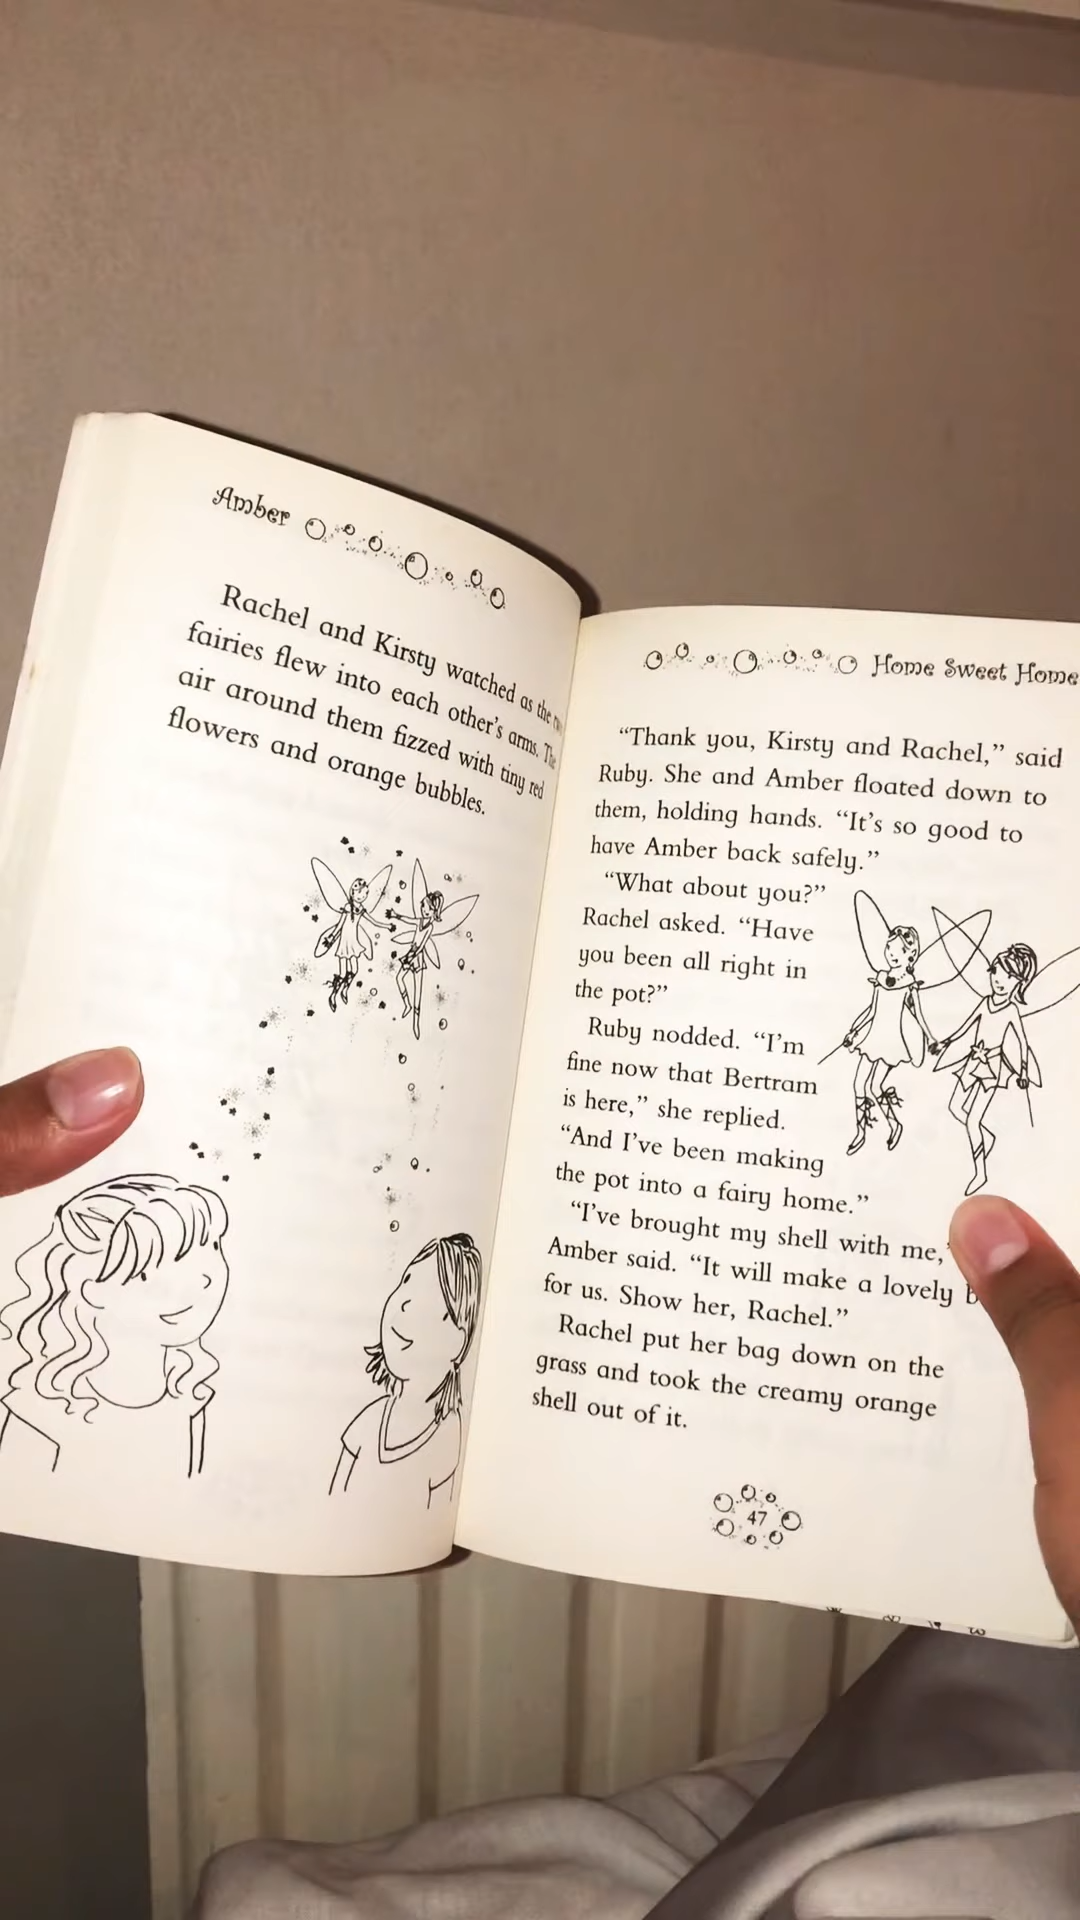 Amber
Rachel and Kirsty watched as the
fairies flew into each other's arms. The
air around them fizzed with tiny red
flowers and orange bubbles.
Home Sweet Home
“Thank you, Kirsty and Rachel,” said
Ruby. She and Amber floated down to
them, holding hands. “It's so good to
have Amber back safely.”
“What about you?”
Rachel asked. “Have
you been all right in
the pot?”
Ruby nodded. “I'm
fine now that Bertram
is here,” she replied.
“And I've been making
the pot into a fairy home.”
“I've brought my shell with me,
Amber said. “It will make a lovely
for us. Show her, Rachel.”
Rachel put her bag down on the
grass and took the creamy orange
shell out of it.
47